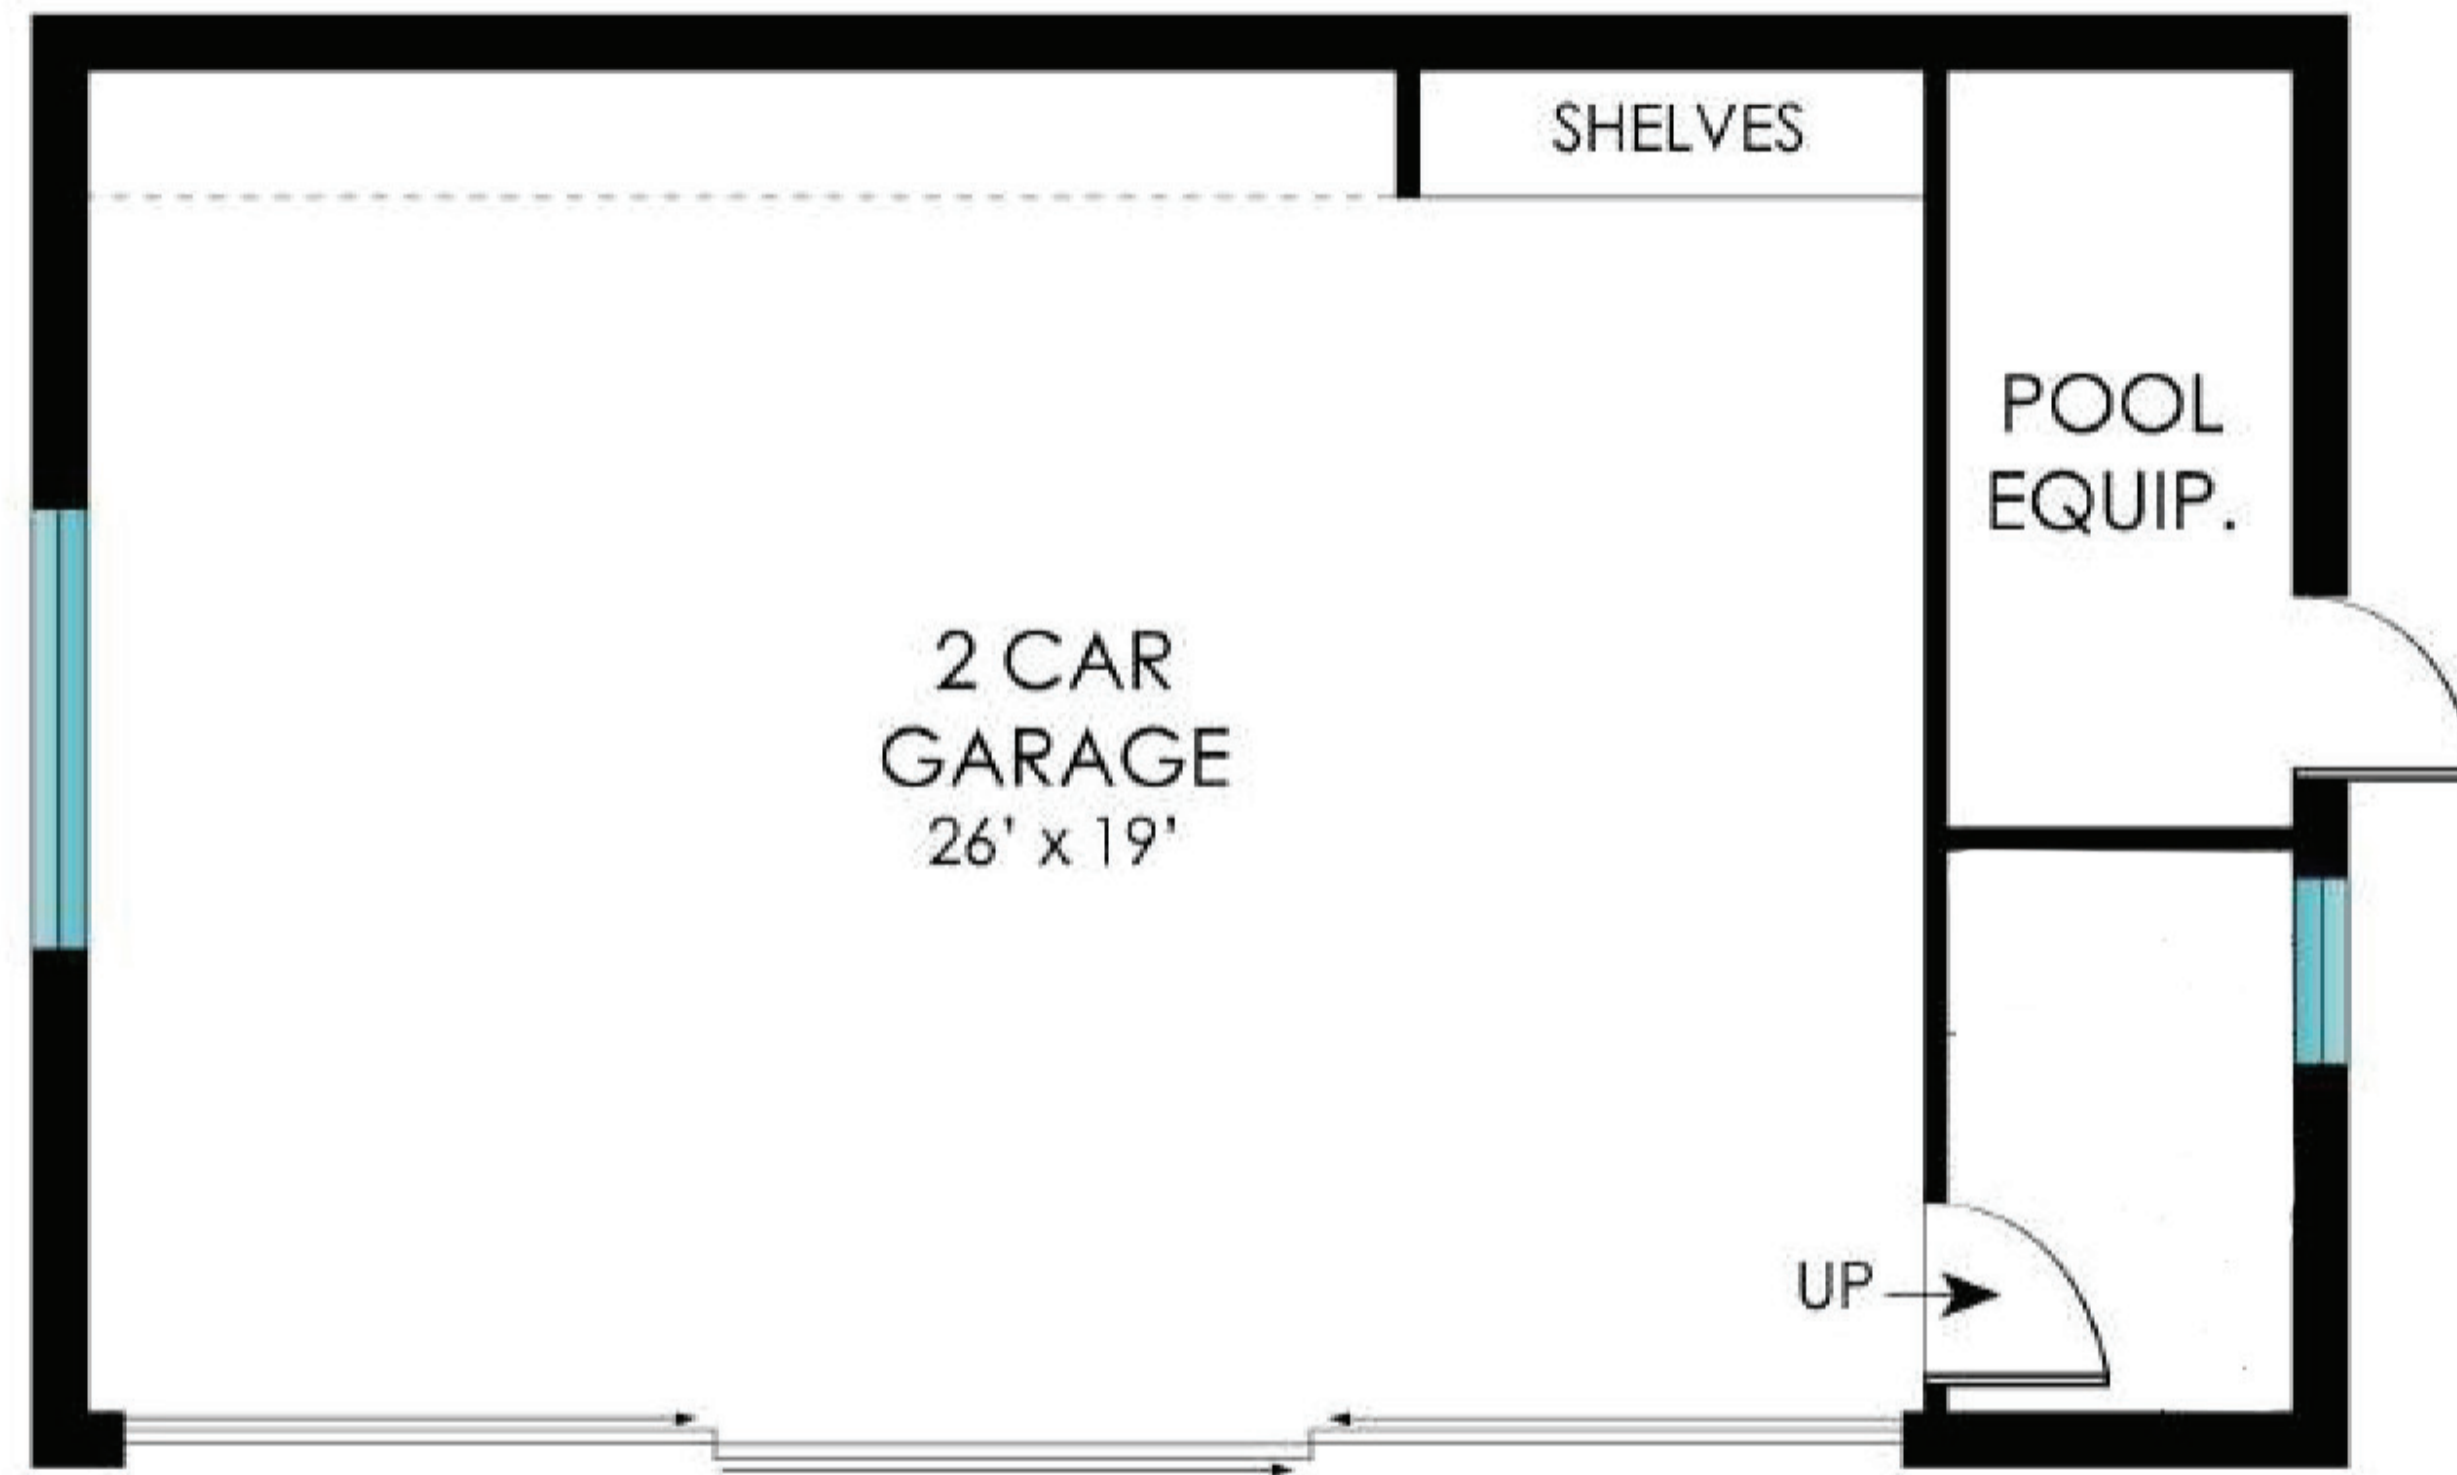 SHELVES
POOL
EQUIP.
2 CAR
GARAGE
26' x 19'
UP